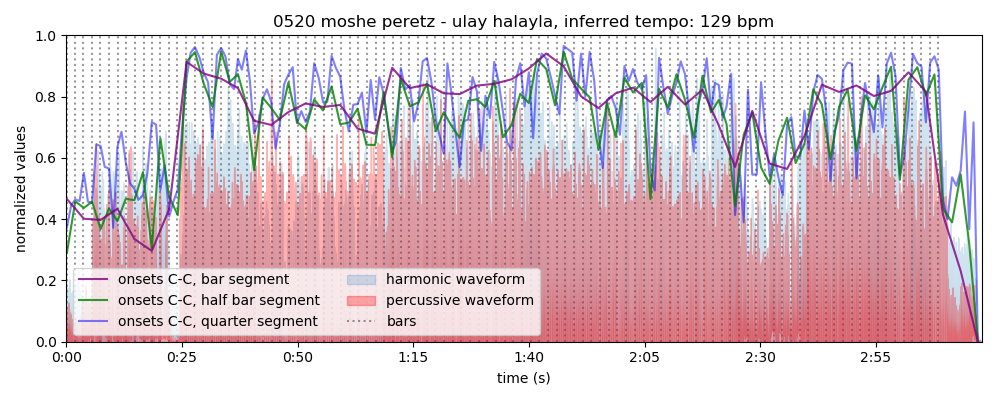 0520 moshe peretz - ulay halayla, inferred tempo: 129 bpm
1.0
0.8
0.6
0.4
0.2
0.0
normalized values
onsets C-C, bar segment
onsets C-C, half bar segment
onsets C-C, quarter segment
harmonic waveform
percussive waveform
bars
0:00 0:25 0:50 1:15 1:40 2:05 2:30 2:55
time (s)